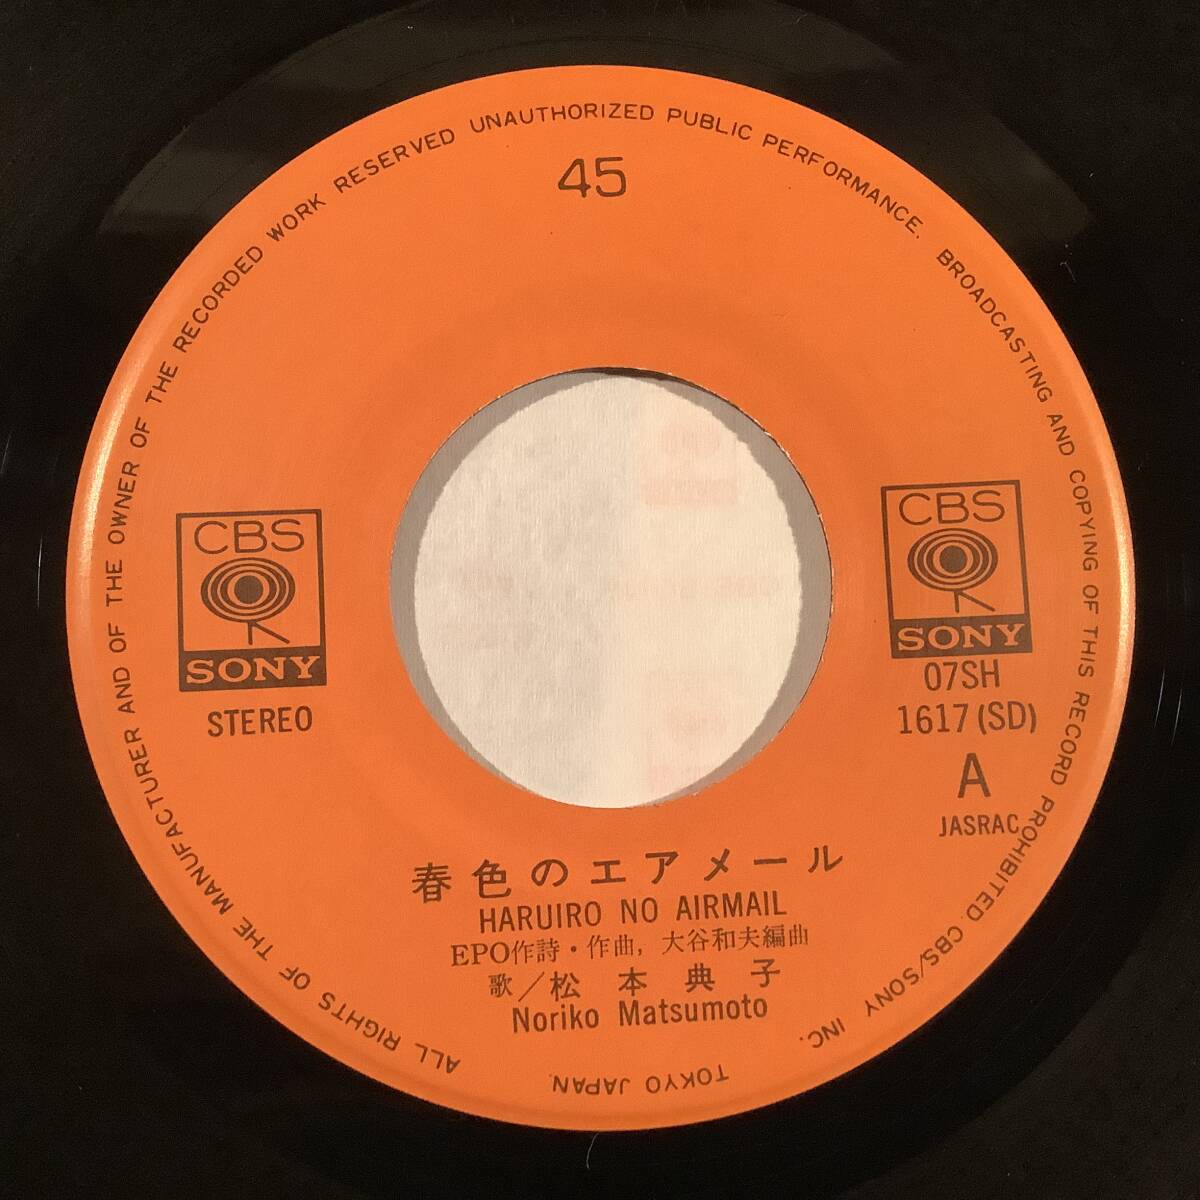 ALL RIGHTS OF THE MANUFACTURER AND OF THE OWNER OF THE RECORDED WORK RESERVED UNAUTHORIZED PUBLIC PERFORMANCE. BROADCASTING AND COPYING OF THIS RECORD PROHIBITED. CBS/SONY INC. TOKYO JAPAN.
45
CBS
SONY
STEREO
CBS
SONY
07SH
1617(SD)
A
JASRAC
春色のエアメール
HARUIRO NO AIRMAIL
EPO作詩・作曲, 大谷和夫編曲
歌/松本典子
Noriko Matsumoto